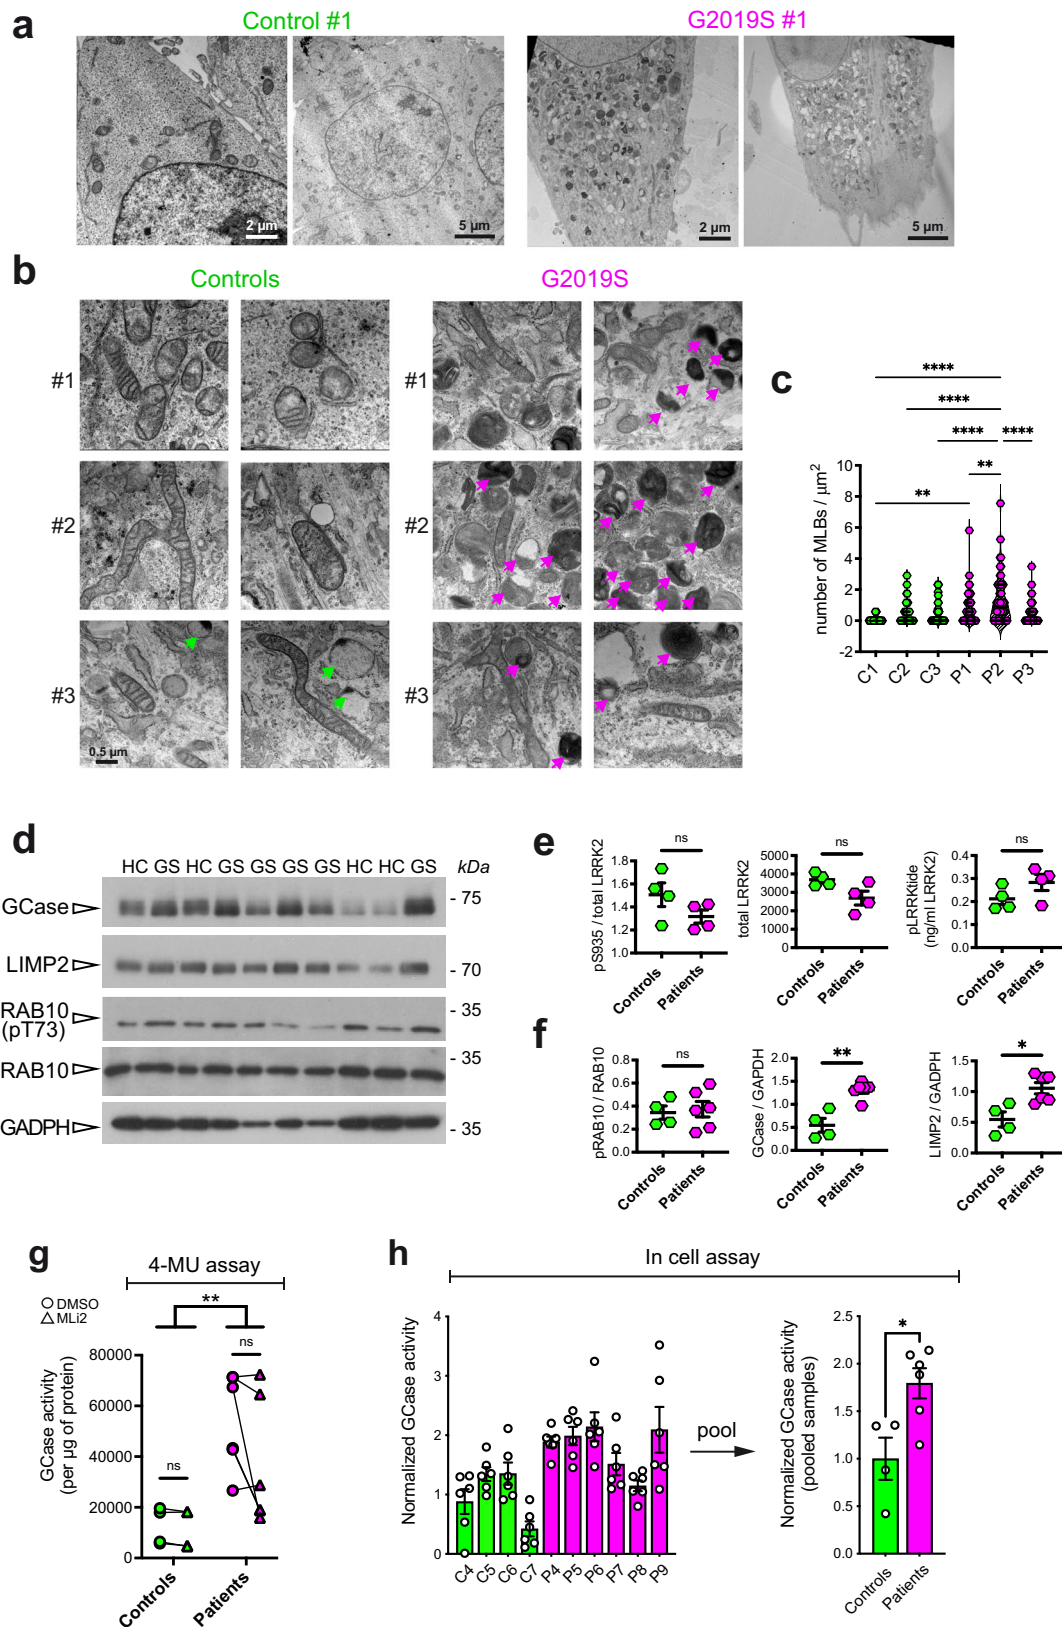 a
Control #1
G2019S #1
2 µm
5 µm
2 µm
5 µm
b
Controls
G2019S
#1
#1
#2
#2
#3
#3
0.5 µm
c
****
****
**** ****
**
**
number of MLBs / µm2
10
8
6
4
2
0
-2
C1 C2 C3 P1 P2 P3
d
HC GS HC GS GS GS GS HC HC GS kDa
GCase
- 75
LIMP2
- 70
RAB10
(pT73)
- 35
RAB10
- 35
GADPH
- 35
e
ns
pS935 / total LRRK2
1.8
1.6
1.4
1.2
1.0
Controls Patients
ns
total LRRK2
5000
4000
3000
2000
1000
0
Controls Patients
ns
pLRRKtide
(ng/ml LRRK2)
0.4
0.3
0.2
0.1
0.0
Controls Patients
f
ns
pRAB10 / RAB10
0.8
0.6
0.4
0.2
0.0
Controls Patients
**
GCase / GAPDH
2.0
1.5
1.0
0.5
0.0
Controls Patients
*
LIMP2 / GADPH
1.5
1.0
0.5
0.0
Controls Patients
g
4-MU assay
DMSO
MLi2
**
ns
ns
GCase activity
(per µg of protein)
80000
60000
40000
20000
0
Controls Patients
h
In cell assay
Normalized GCase activity
4
3
2
1
0
C4 C5 C6 C7 P4 P5 P6 P7 P8 P9
pool
*
Normalized GCase activity
(pooled samples)
2.5
2.0
1.5
1.0
0.5
0.0
Controls Patients